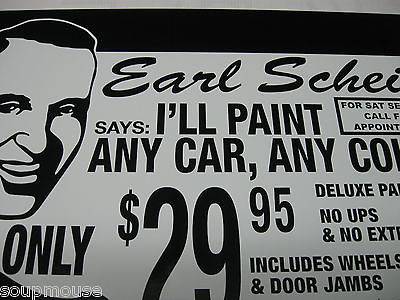 Earl Schei
SAYS: I'LL PAINT
ANY CAR, ANY CO
FOR SAT SE
CALL F
APPOINT
$29 95
ONLY
DELUXE PA
NO UPS
& NO EXT
INCLUDES WHEELS
& DOOR JAMBS
© soupmouse